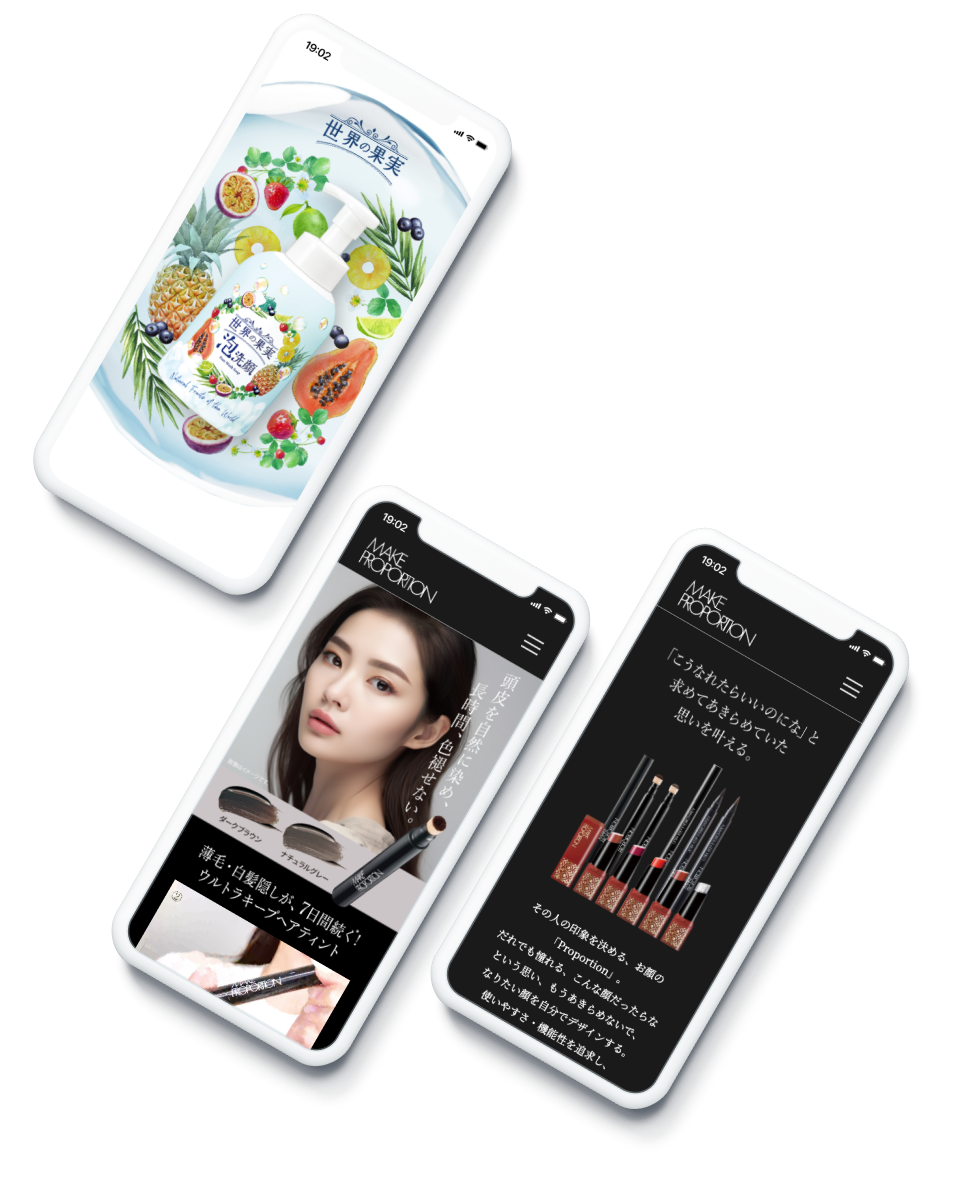 19:02
世界の果実
世界の果実
泡洗顔
Natural Fruits of the World
19:02
MAKE
PROPORTION
頭皮を自然に染め、
長時間、色褪せない。
ダークブラウン
ナチュラルグレー
MAKE
PROPORTION
薄毛・白髪隠しが、7日間続く!
ウルトラキープヘアティント
MAKE
PROPORTION
19:02
MAKE
PROPORTION
「こうなれたらいいのにな」と
求めてあきらめていた
思いを叶える。
その人の印象を決める、お顔の
「Proportion」。
だれでも憧れる、こんな顔だったらな
という思い、もうあきらめないで、
なりたい顔を自分でデザインする。
使いやすさ・機能性を追求し、